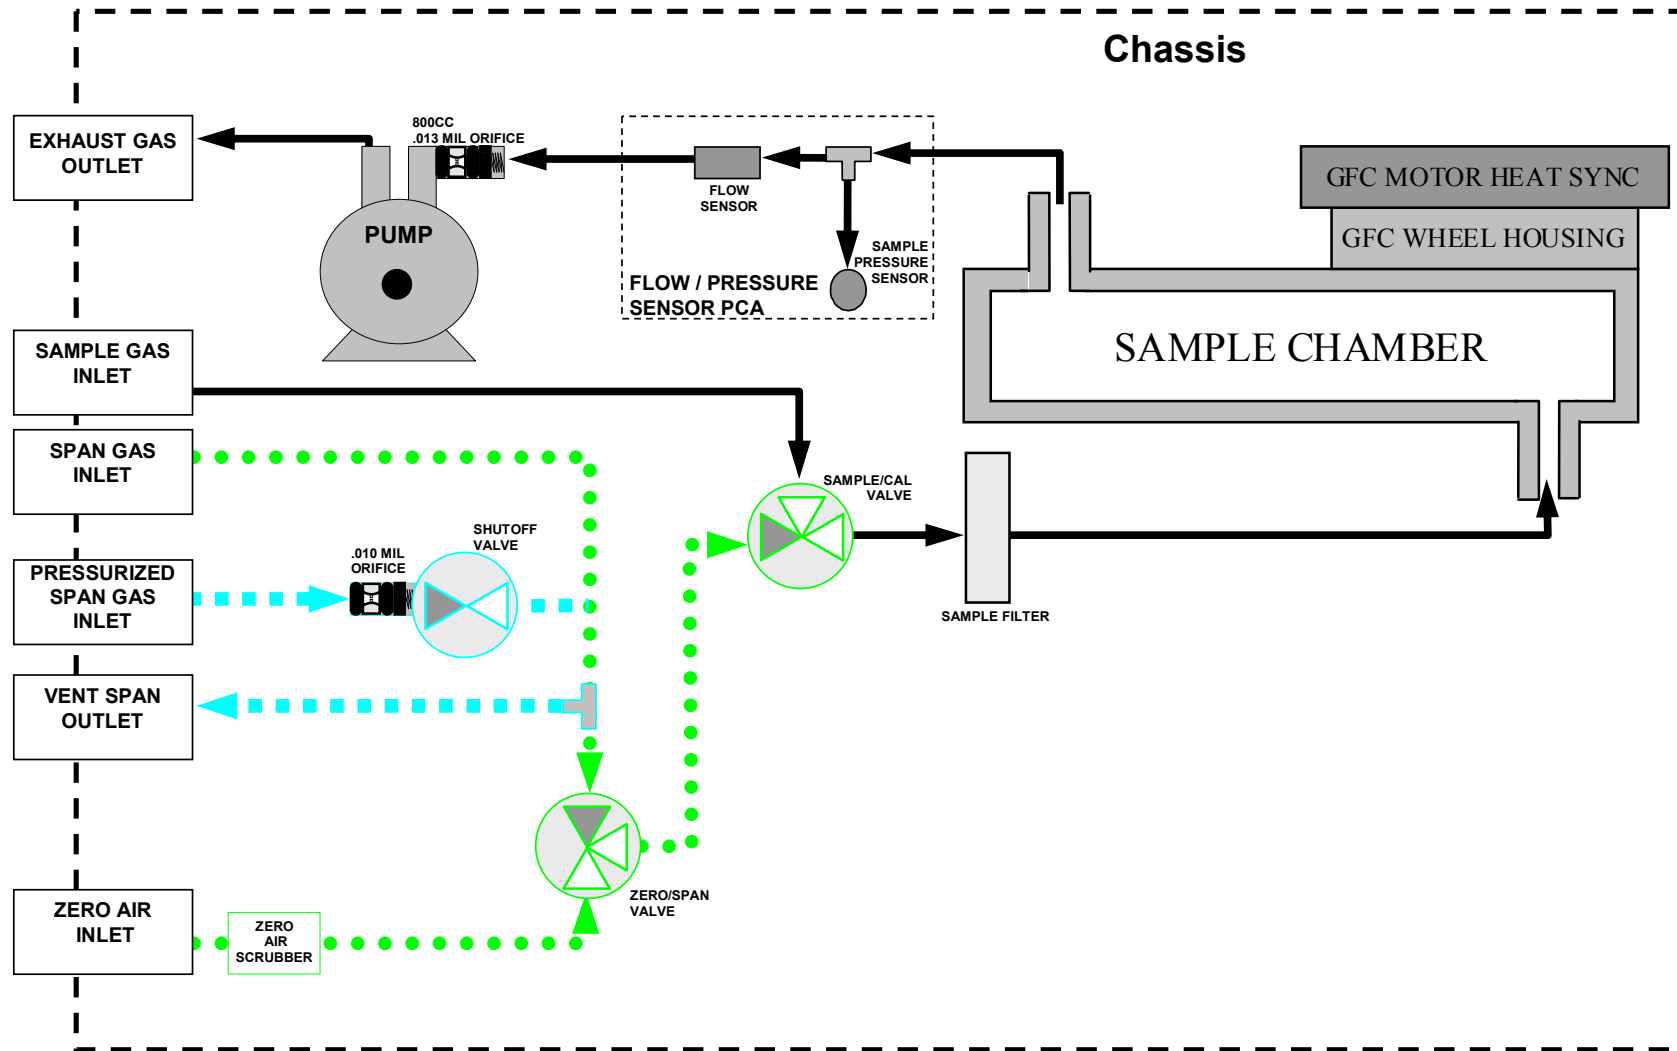 Chassis
EXHAUST GAS
OUTLET
800CC
.013 MIL ORIFICE
PUMP
FLOW
SENSOR
SAMPLE
PRESSURE
SENSOR
FLOW / PRESSURE
SENSOR PCA
GFC MOTOR HEAT SYNC
GFC WHEEL HOUSING
SAMPLE CHAMBER
SAMPLE GAS
INLET
SPAN GAS
INLET
SAMPLE/CAL
VALVE
SHUTOFF
VALVE
.010 MIL
ORIFICE
PRESSURIZED
SPAN GAS
INLET
SAMPLE FILTER
VENT SPAN
OUTLET
ZERO/SPAN
VALVE
ZERO AIR
INLET
ZERO
AIR
SCRUBBER